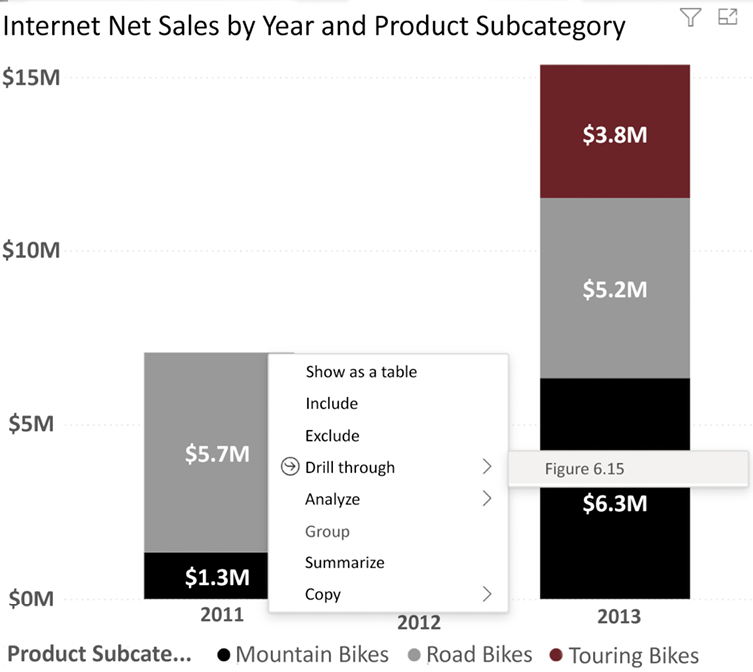 Internet Net Sales by Year and Product Subcategory
$15M
$3.8M
$10M
$5.2M
Show as a table
Include
$5M
Exclude
$5.7M
Drill through
Figure 6.15
Analyze
$6.3M
Group
Summarize
$1.3M
Copy
$0M
2011
2012
2013
Product Subcate... Mountain Bikes Road Bikes Touring Bikes